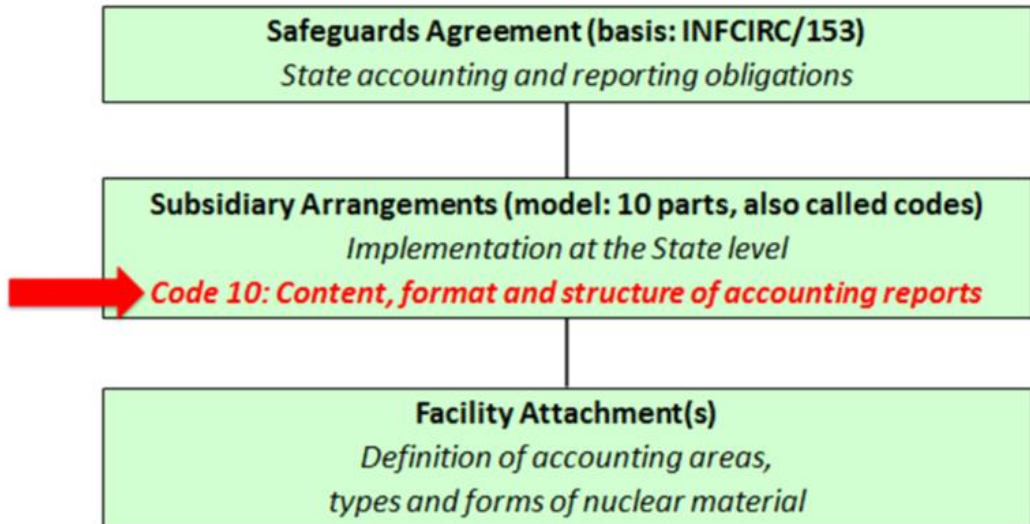 Safeguards Agreement (basis: INFCIRC/153)
State accounting and reporting obligations
Subsidiary Arrangements (model: 10 parts, also called codes)
Implementation at the State level
Code 10: Content, format and structure of accounting reports
Facility Attachment(s)
Definition of accounting areas,
types and forms of nuclear material